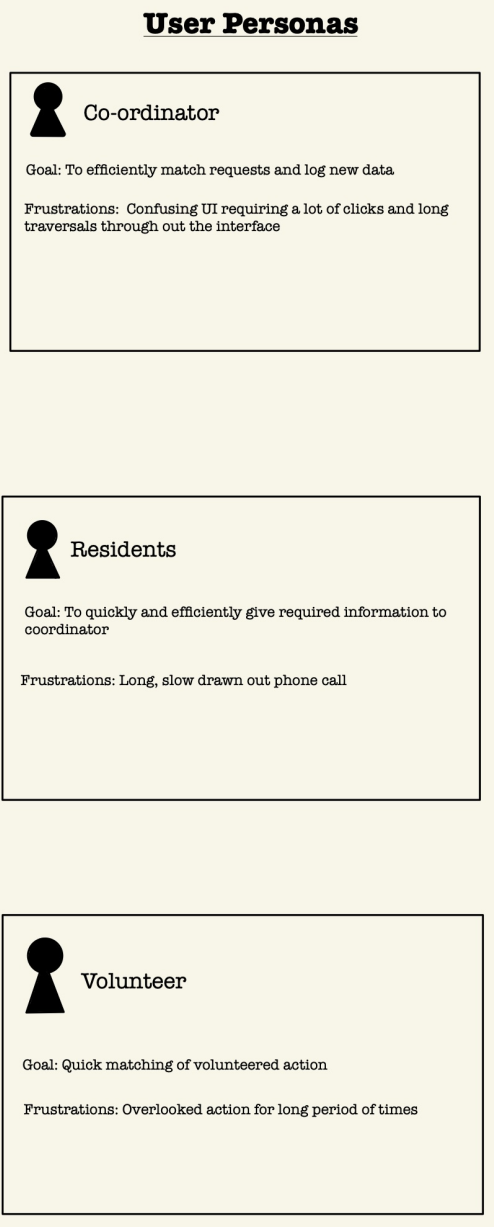 User Personas
Co-ordinator
Goal: To efficiently match requests and log new data
Frustrations:  Confusing UI requiring a lot of clicks and long
traversals through out the interface
Residents
Goal: To quickly and efficiently give required information to
coordinator
Frustrations: Long, slow drawn out phone call
Volunteer
Goal: Quick matching of volunteered action
Frustrations: Overlooked action for long period of times